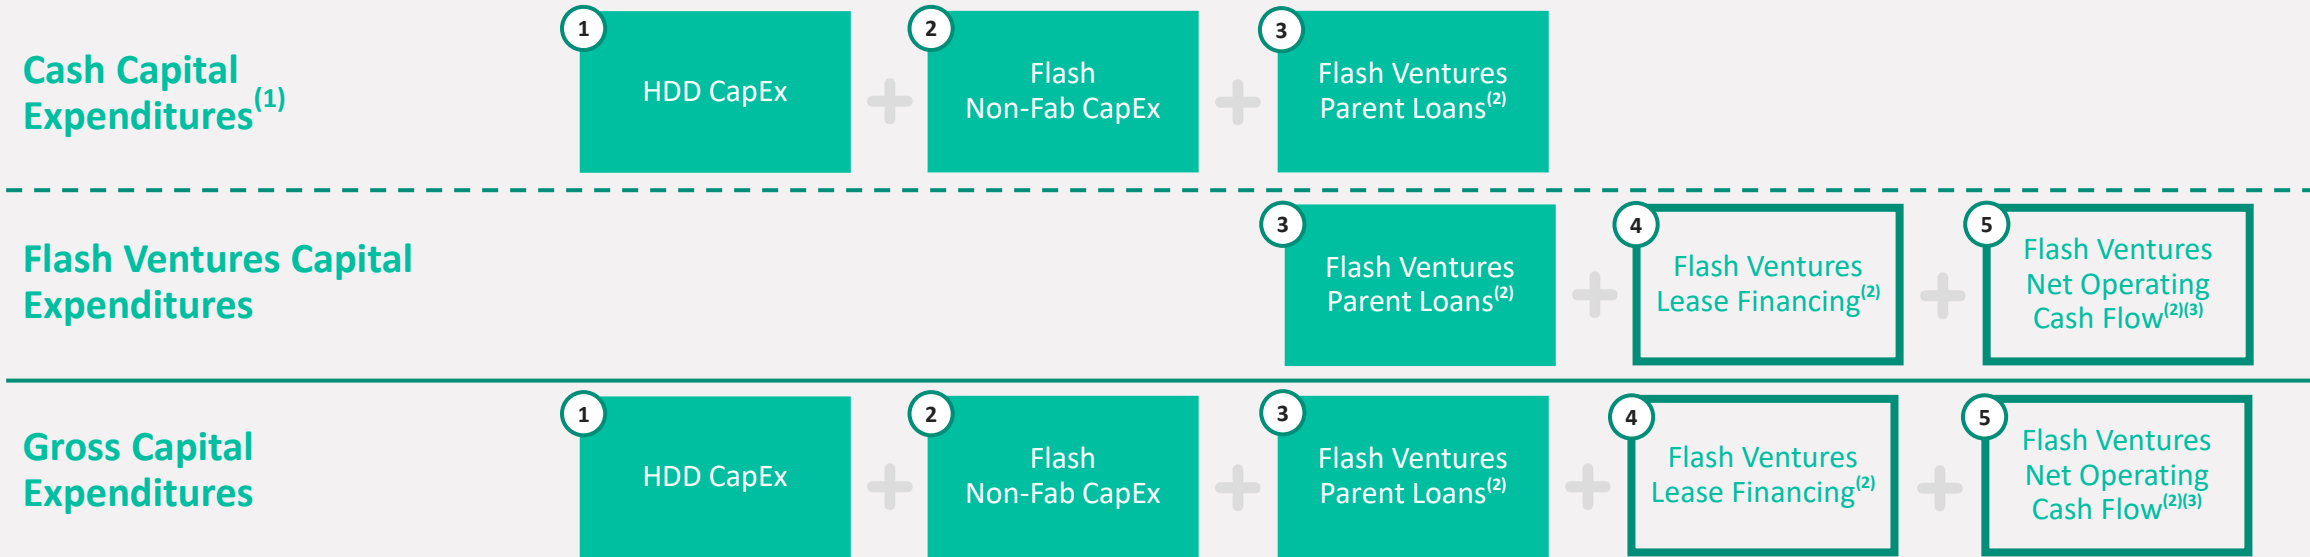 Cash Capital
Expenditures(1)
1
HDD CapEx
2
Flash
Non-Fab CapEx
3
Flash Ventures
Parent Loans(2)
Flash Ventures Capital
Expenditures
3
Flash Ventures
Parent Loans(2)
4
Flash Ventures
Lease Financing(2)
5
Flash Ventures
Net Operating
Cash Flow(2)(3)
Gross Capital
Expenditures
1
HDD CapEx
2
Flash
Non-Fab CapEx
3
Flash Ventures
Parent Loans(2)
4
Flash Ventures
Lease Financing(2)
5
Flash Ventures
Net Operating
Cash Flow(2)(3)